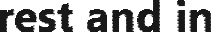 rest and in